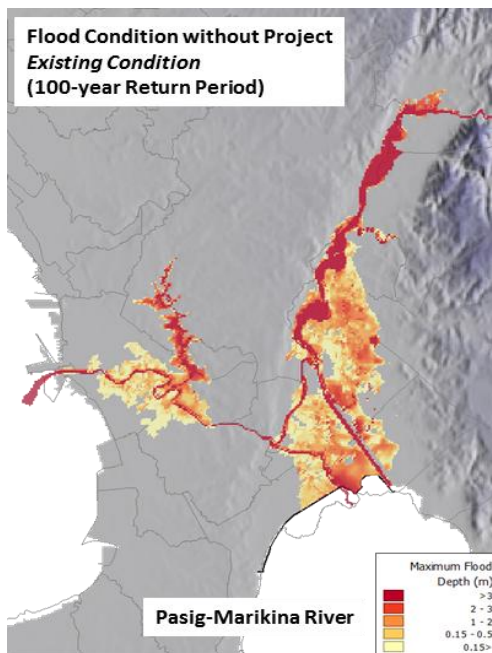 Flood Condition without Project
Existing Condition
(100-year Return Period)
Pasig-Marikina River
Maximum Flood
Depth (m)
>3
2 - 3
1 - 2
0.15 - 0.5
0.15>